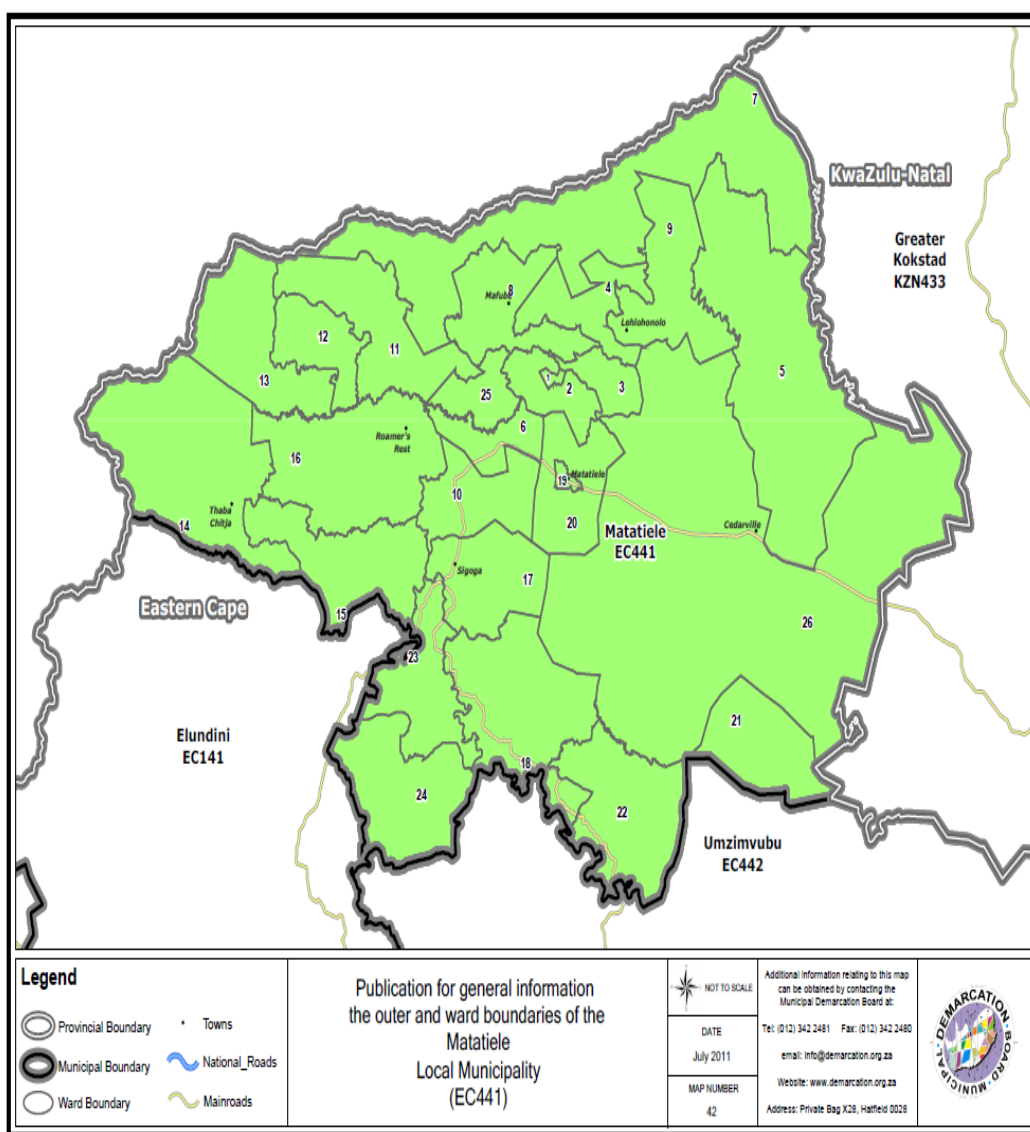 7
KwaZulu-Natal
9
Greater
Kokstad
KZN433
4
8
Mafube
Lehlohonolo
12
11
13
5
1
2
3
25
6
Roamer's
Rest
16
Matatiele
19
10
Thaba
Chitja
14
20
Matatiele
EC441
Cedarville
Sigoga
17
Eastern Cape
15
26
23
21
Elundini
EC141
18
24
22
Umzimvubu
EC442
Legend
Provincial Boundary
Towns
Municipal Boundary
National_Roads
Ward Boundary
Mainroads
Publication for general information
the outer and ward boundaries of the
Matatiele
Local Municipality
(EC441)
NOT TO SCALE
DATE
July 2011
MAP NUMBER
42
Additional information relating to this map
can be obtained by contacting the
Municipal Demarcation Board at:
Tel: (012) 342 2481 Fax: (012) 342 2480
email: info@demarcation.org.za
Website: www.demarcation.org.za
Address: Private Bag X28, Hatfield 0028
MUNICIPAL DEMARCATION BOARD